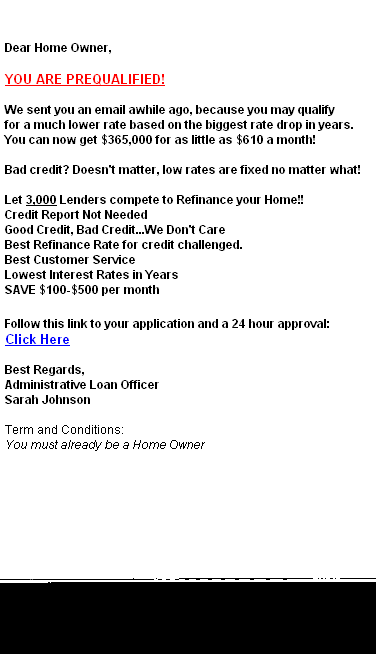 Dear Home Owner,
YOU ARE PREQUALIFIED!
We sent you an email awhile ago, because you may qualify
for a much lower rate based on the biggest rate drop in years.
You can now get $365,000 for as little as $610 a month!
Bad credit? Doesn't matter, low rates are fixed no matter what!
Let 3,000 Lenders compete to Refinance your Home!!
Credit Report Not Needed
Good Credit, Bad Credit...We Don't Care
Best Refinance Rate for credit challenged.
Best Customer Service
Lowest Interest Rates in Years
SAVE $100-$500 per month
Follow this link to your application and a 24 hour approval:
Click Here
Best Regards,
Administrative Loan Officer
Sarah Johnson
Term and Conditions:
You must already be a Home Owner